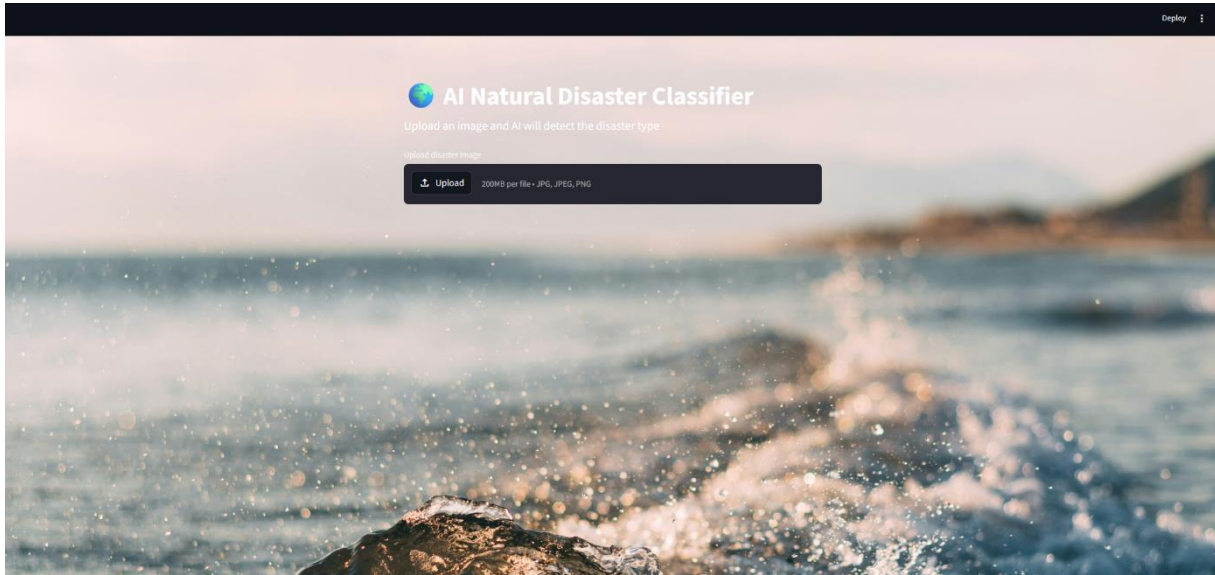 Deploy
AI Natural Disaster Classifier
Upload an image and AI will detect the disaster type
Upload disaster image
Upload
200MB per file • JPG, JPEG, PNG